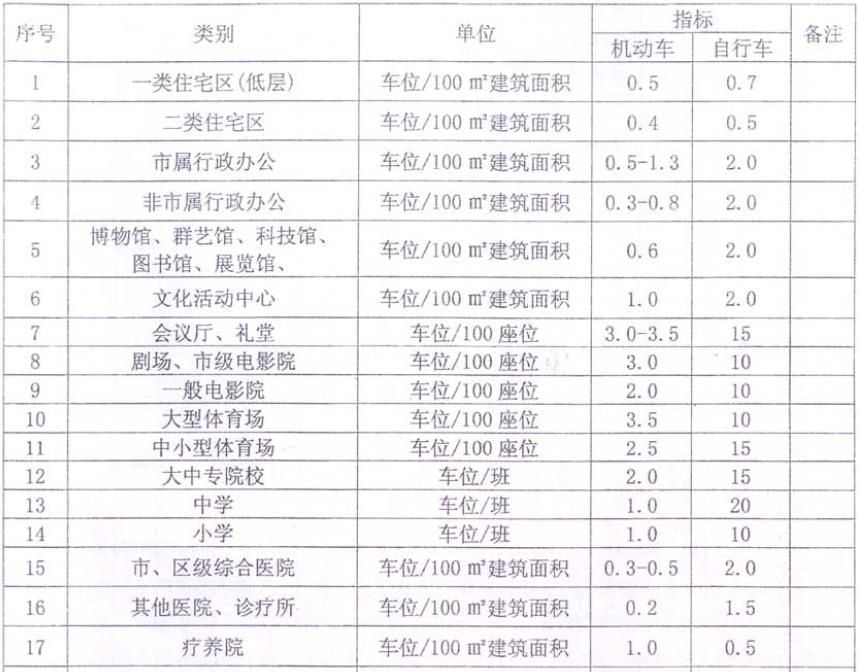 序号 类别 单位 指标 备注
机动车 自行车
1 一类住宅区(低层) 车位/100 ㎡建筑面积 0.5 0.7
2 二类住宅区 车位/100 ㎡建筑面积 0.4 0.5
3 市属行政办公 车位/100 ㎡建筑面积 0.5-1.3 2.0
4 非市属行政办公 车位/100 ㎡建筑面积 0.3-0.8 2.0
博物馆、群艺馆、科技馆、
5 图书馆、展览馆、 车位/100 ㎡建筑面积 0.6 2.0
6 文化活动中心 车位/100 ㎡建筑面积 1.0 2.0
7 会议厅、礼堂 车位/100 座位 3.0-3.5 15
8 剧场、市级电影院 车位/100 座位 3.0 10
9 一般电影院 车位/100 座位 2.0 10
10 大型体育场 车位/100 座位 3.5 10
11 中小型体育场 车位/100 座位 2.5 15
12 大中专院校 车位/班 2.0 15
13 中学 车位/班 1.0 20
14 小学 车位/班 1.0 10
15 市、区级综合医院 车位/100 ㎡建筑面积 0.3-0.5 2.0
16 其他医院、诊疗所 车位/100 ㎡建筑面积 0.2 1.5
17 疗养院 车位/100 ㎡建筑面积 1.0 0.5